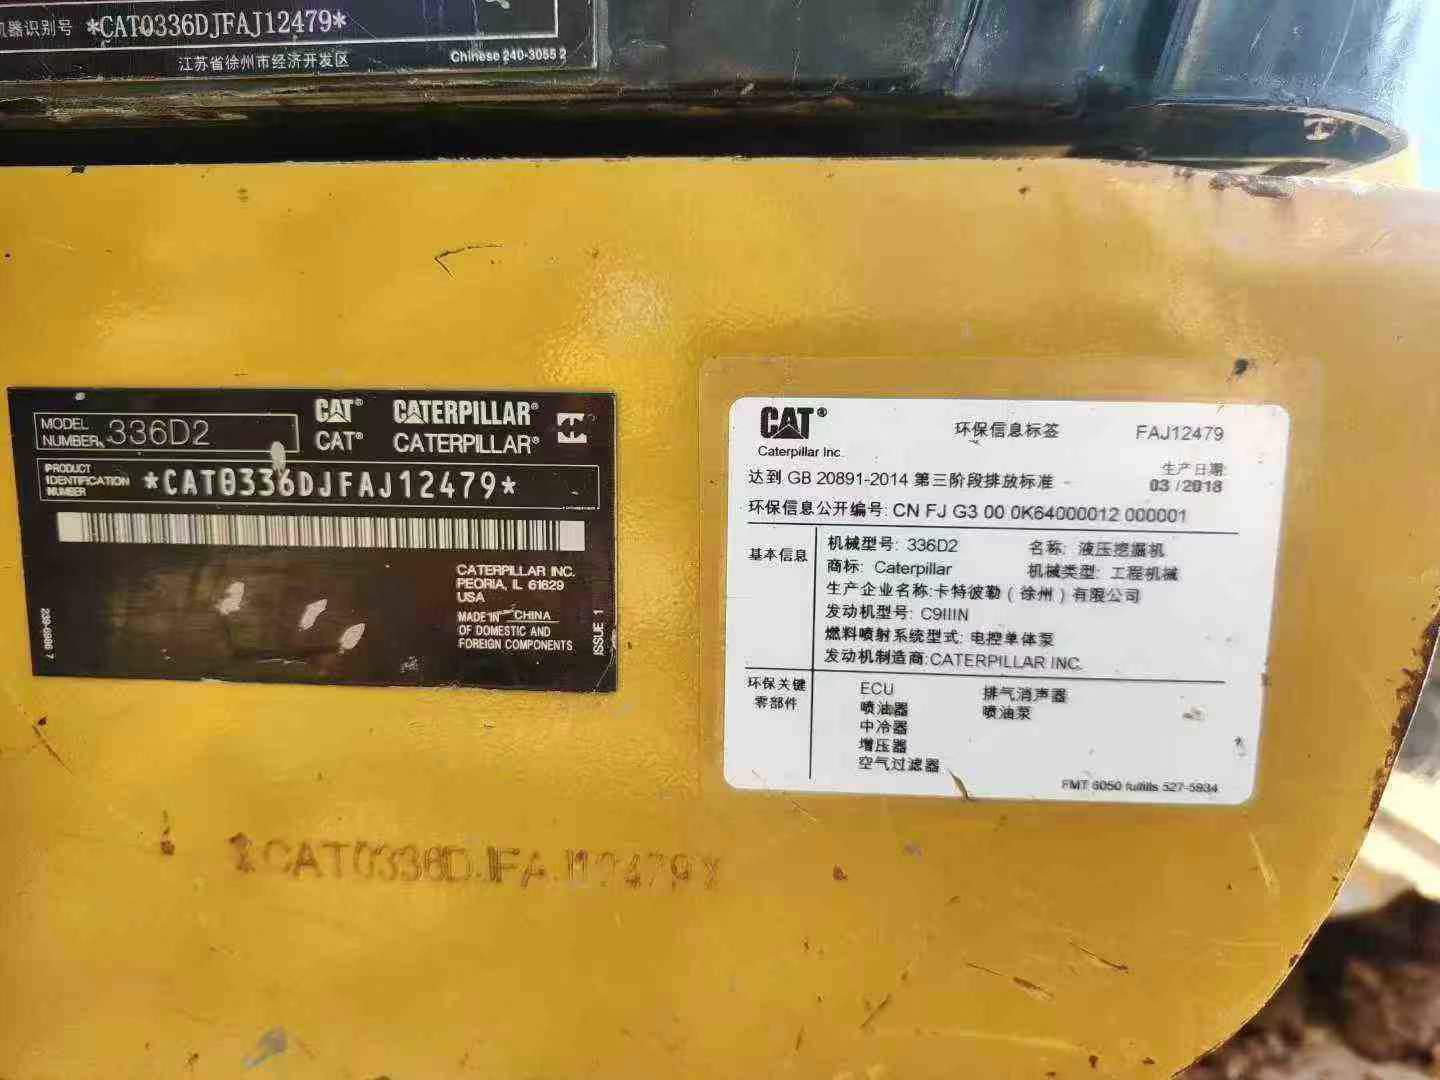 机器识别号 *CAT0336DJFAJ12479*
江苏省徐州市经济开发区 Chinese 240-3055 2
MODEL NUMBER 336D2
CAT® CATERPILLAR®
CAT® CATERPILLAR®
PRODUCT IDENTIFICATION NUMBER *CAT0336DJFAJ12479*
CATERPILLAR INC.
PEORIA, IL 61629
USA
MADE IN CHINA
OF DOMESTIC AND
FOREIGN COMPONENTS
ISSUE 1
239-6986 7
CAT®
Caterpillar Inc.
环保信息标签 FAJ12479
达到 GB 20891-2014 第三阶段排放标准
生产日期:
03 /2018
环保信息公开编号: CN FJ G3 00 0K64000012 000001
基本信息
机械型号: 336D2 名称: 液压挖掘机
商标: Caterpillar 机械类型: 工程机械
生产企业名称:卡特彼勒(徐州)有限公司
发动机型号: C9IIIN
燃料喷射系统型式: 电控单体泵
发动机制造商:CATERPILLAR INC.
环保关键
零部件
ECU 排气消声器
喷油器 喷油泵
中冷器
增压器
空气过滤器
FMT 6050 fulfills 527-5934
CAT0336DJFAJ12479